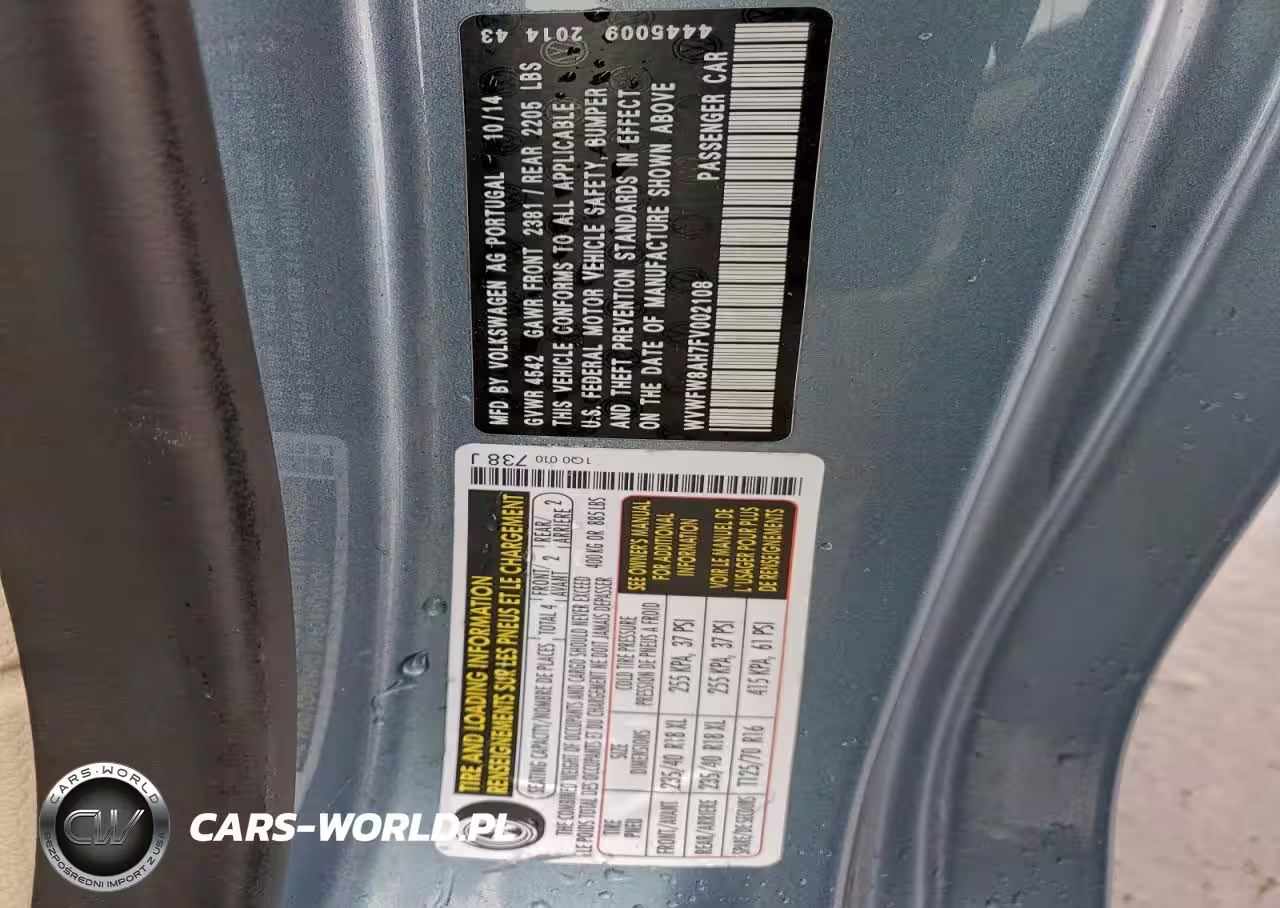 2014 43
4445009
MFD BY VOLKSWAGEN AG PORTUGAL 10/14
GVWR 4542 GAWR FRONT 2381/REAR 2205 LBS
THIS VEHICLE CONFORMS TO ALL APPLICABLE
U.S. FEDERAL MOTOR VEHICLE SAFETY, BUMPER
AND THEFT PREVENTION STANDARDS IN EFFECT
ON THE DATE OF MANUFACTURE SHOWN ABOVE
WVWFW8AH7FV002108 PASSENGER CAR
1Q0 010 738 J
TIRE AND LOADING INFORMATION
RENSEIGNEMENTS SUR LES PNEUS ET LE CHARGEMENT
SEATING CAPACITY/NOMBRE DE PLACES TOTAL 4 FRONT/AVANT 2 REAR/ARRIERE 2
THE COMBINED WEIGHT OF OCCUPANTS AND CARGO SHOULD NEVER EXCEED
LE POIDS TOTAL DES OCCUPANTS ET DU CHARGEMENT NE DOIT JAMAIS DEPASSER
400 KG OR 885 LBS
TIRE SIZE COLD TIRE PRESSURE
PNEU DIMENSIONS PRESSION DE PNEUS A FROID
FRONT/AVANT 235/40 R18 XL 255 KPA, 37 PSI
REAR/ARRIERE 235/40 R18 XL 255 KPA, 37 PSI
SPARE/DE SECOURS T125/70 R16 415 KPA, 61 PSI
SEE OWNER'S MANUAL
FOR ADDITIONAL
INFORMATION
VOIR LE MANUEL DE
L'USAGER POUR PLUS
DE RENSEIGNEMENTS
CARS-WORLD
CW
BEZPOŚREDNI IMPORT Z USA
CARS-WORLD.PL